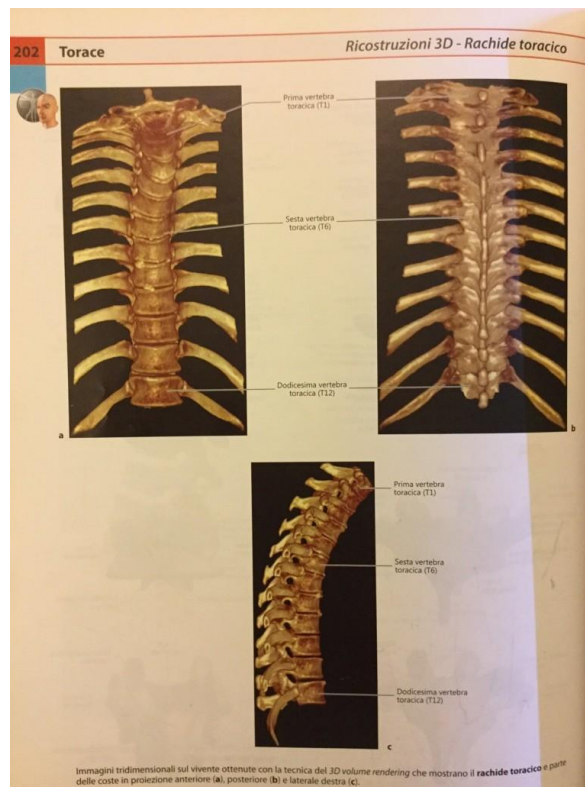 202 Torace
Ricostruzioni 3D - Rachide toracico
Prima vertebra
toracica (T1)
Sesta vertebra
toracica (T6)
Dodicesima vertebra
toracica (T12)
a
b
Prima vertebra
toracica (T1)
Sesta vertebra
toracica (T6)
Dodicesima vertebra
toracica (T12)
c
Immagini tridimensionali sul vivente ottenute con la tecnica del 3D volume rendering che mostrano il rachide toracico e parte
delle coste in proiezione anteriore (a), posteriore (b) e laterale destra (c).